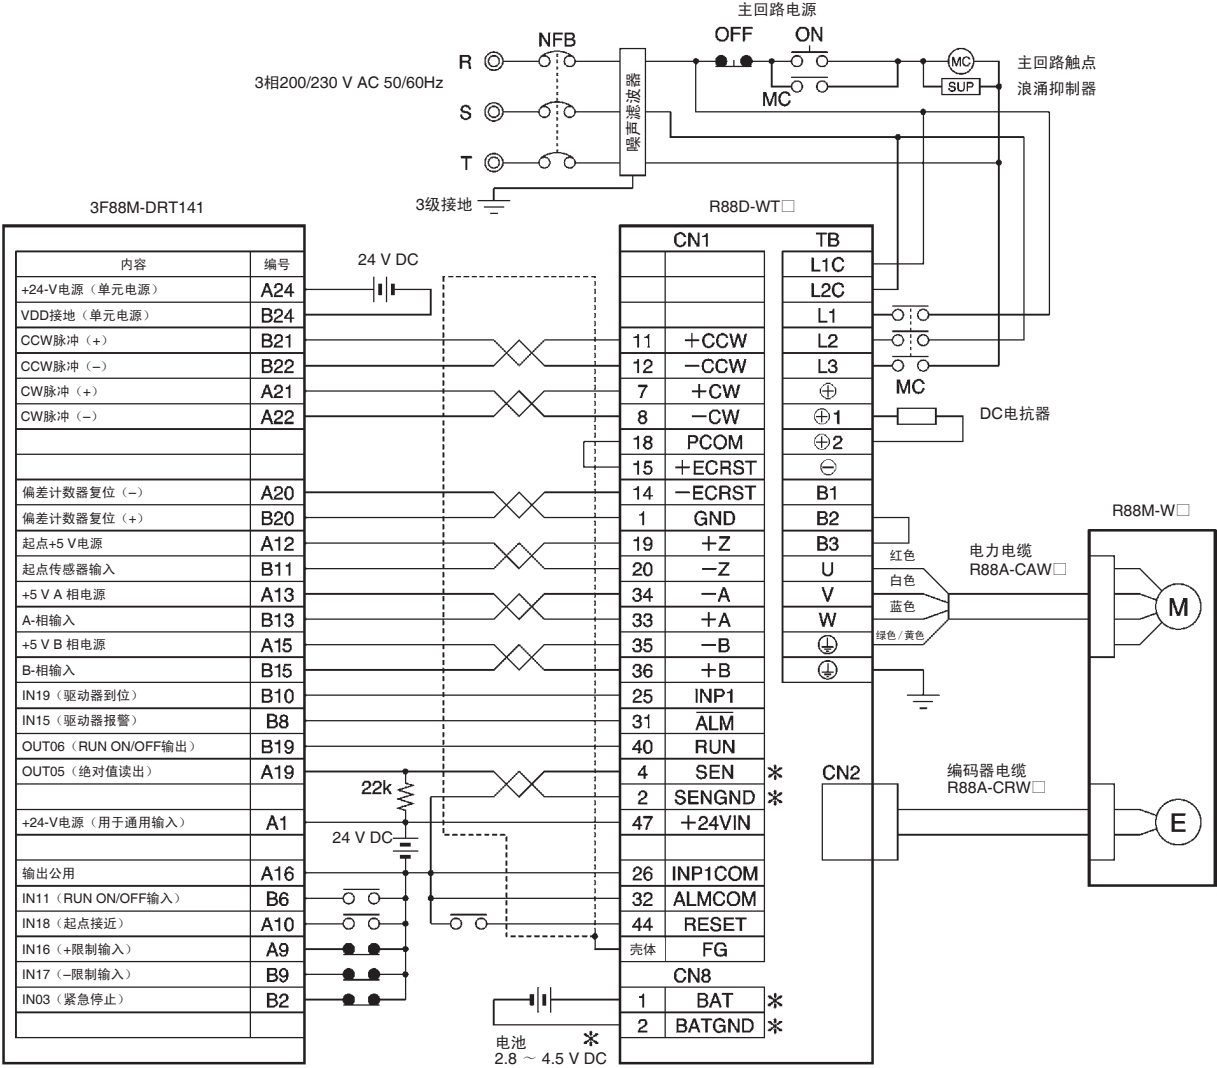 主回路电源
OFF ON
NFB
R
MC
主回路触点
3相200/230 V AC 50/60Hz
SUP
浪涌抑制器
MC
S
噪声滤波器
T
3级接地
3F88M-DRT141
内容 编号
+24-V电源（单元电源） A24
VDD接地（单元电源） B24
CCW脉冲（+） B21
CCW脉冲（−） B22
CW脉冲（+） A21
CW脉冲（−） A22
偏差计数器复位（−） A20
偏差计数器复位（+） B20
起点+5 V电源 A12
起点传感器输入 B11
+5 V A 相电源 A13
A-相输入 B13
+5 V B 相电源 A15
B-相输入 B15
IN19（驱动器到位） B10
IN15（驱动器报警） B8
OUT06（RUN ON/OFF输出） B19
OUT05（绝对值读出） A19
+24-V电源（用于通用输入） A1
输出公用 A16
IN11（RUN ON/OFF输入） B6
IN18（起点接近） A10
IN16（+限制输入） A9
IN17（−限制输入） B9
IN03（紧急停止） B2
24 V DC
22k
24 V DC
电池 *
2.8 ～ 4.5 V DC
R88D-WT□
CN1
11 +CCW
12 −CCW
7 +CW
8 −CW
18 PCOM
15 +ECRST
14 −ECRST
1 GND
19 +Z
20 −Z
34 −A
33 +A
35 −B
36 +B
25 INP1
31 ALM
40 RUN
4 SEN *
2 SENGND *
47 +24VIN
26 INP1COM
32 ALMCOM
44 RESET
壳体 FG
CN8
1 BAT *
2 BATGND *
TB
L1C
L2C
L1
L2
L3
⊕
⊕1
⊕2
⊖
B1
B2
B3
U
V
W
CN2
MC
DC电抗器
红色
白色
蓝色
绿色/黄色
电力电缆
R88A-CAW□
R88M-W□
M
编码器电缆
R88A-CRW□
E